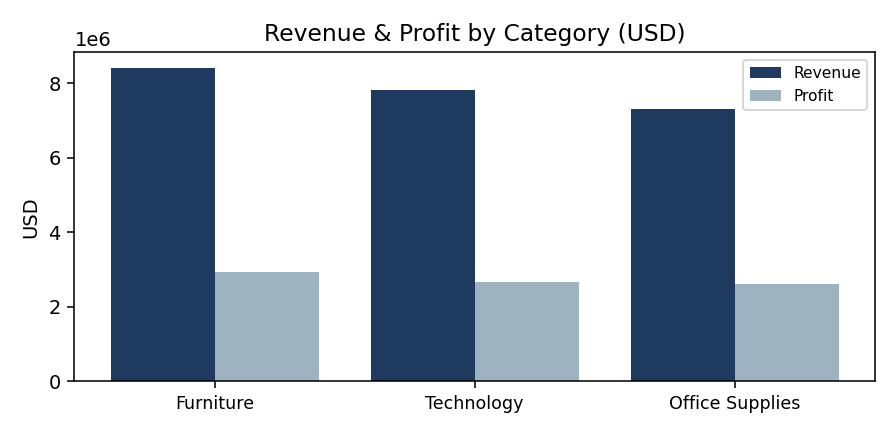 Revenue & Profit by Category (USD)
1e6
8
6
4
2
0
USD
Revenue
Profit
Furniture
Technology
Office Supplies